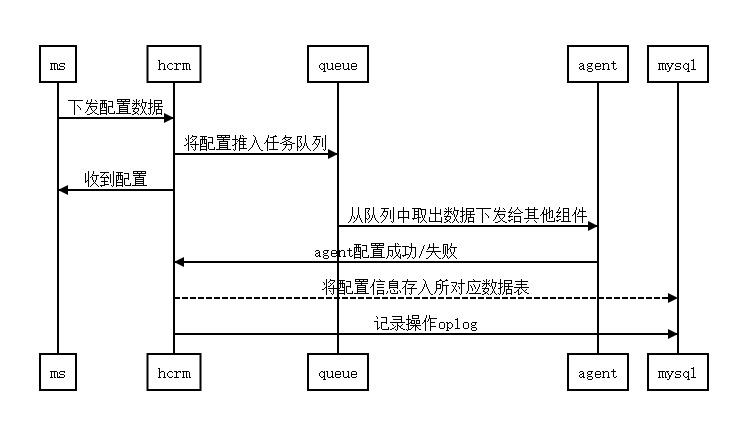 ms hcrm queue agent mysql
下发配置数据
将配置推入任务队列
收到配置
从队列中取出数据下发给其他组件
agent配置成功/失败
将配置信息存入所对应数据表
记录操作oplog
ms hcrm queue agent mysql